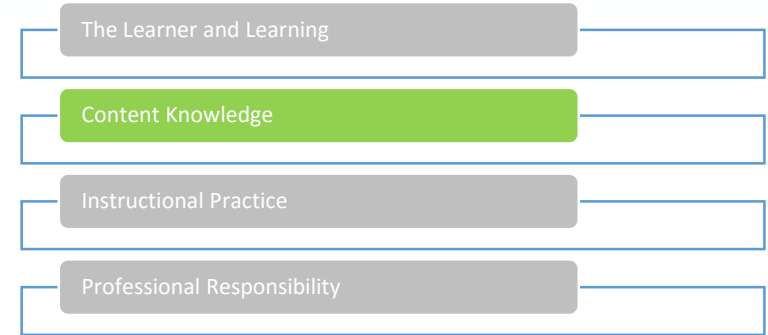 The Learner and Learning
Content Knowledge
Instructional Practice
Professional Responsibility